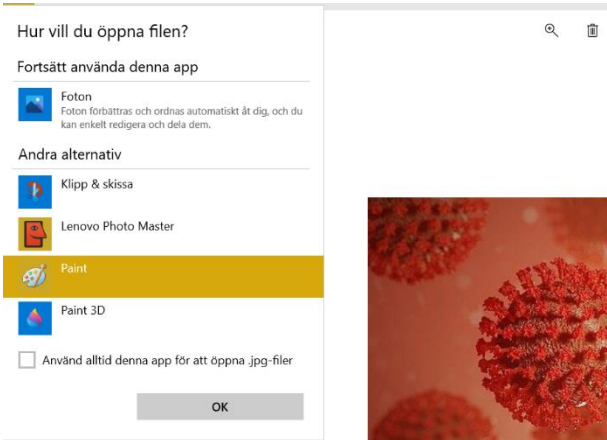 Hur vill du öppna filen?
Fortsätt använda denna app
Foton
Foton förbättras och ordnas automatiskt åt dig, och du
kan enkelt redigera och dela dem.
Andra alternativ
Klipp & skissa
Lenovo Photo Master
Paint
Paint 3D
Använd alltid denna app för att öppna .jpg-filer
OK